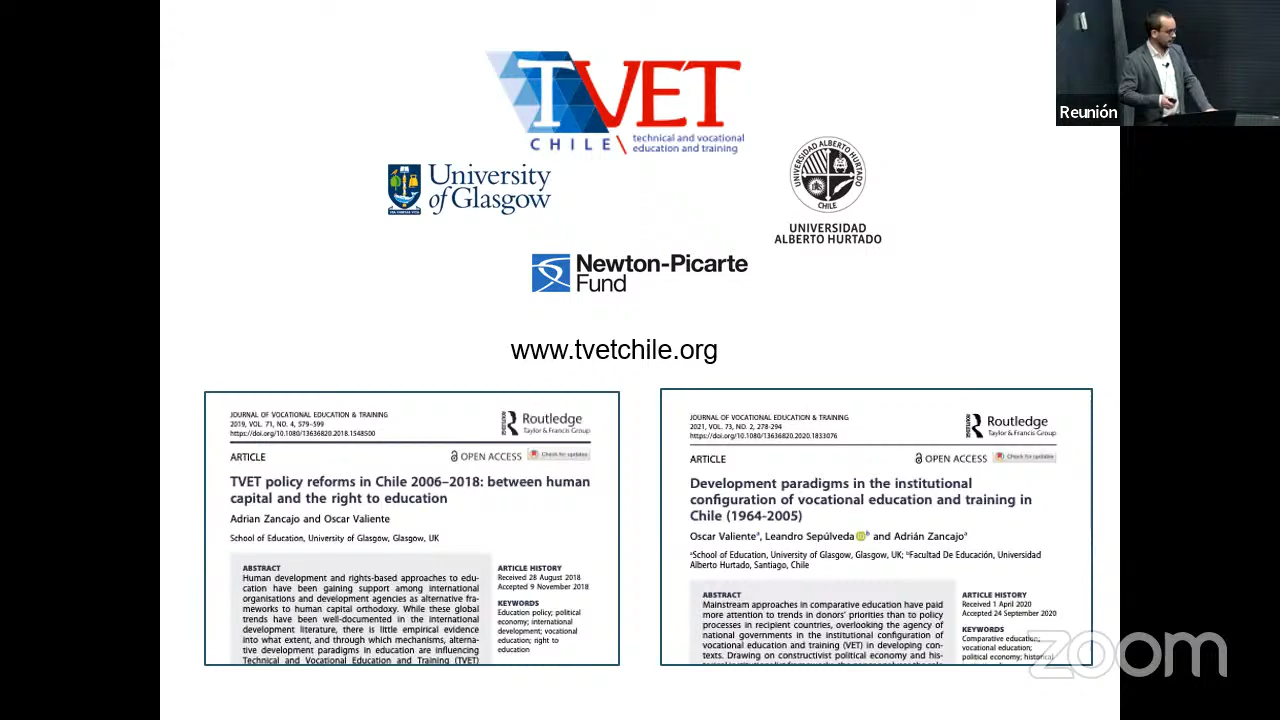 TVET
CHILE\ technical and vocational
education and training
Reunión
University
of Glasgow
UNIVERSIDAD ALBERTO HURTADO
CHILE
UNIVERSIDAD
ALBERTO HURTADO
Newton-Picarte
Fund
www.tvetchile.org
JOURNAL OF VOCATIONAL EDUCATION & TRAINING
2019, VOL. 71, NO. 4, 579–599
https://doi.org/10.1080/13636820.2018.1548500
Routledge
Taylor & Francis Group
ARTICLE
OPEN ACCESS
Check for updates
TVET policy reforms in Chile 2006–2018: between human
capital and the right to education
Adrian Zancajo and Oscar Valiente
School of Education, University of Glasgow, Glasgow, UK
ABSTRACT
Human development and rights-based approaches to edu-
cation have been gaining support among international
organisations and development agencies as alternative fra-
meworks to human capital orthodoxy. While these global
trends have been well-documented in the international
development literature, there is little empirical evidence
into what extent, and through which mechanisms, alterna-
tive development paradigms in education are influencing
Technical and Vocational Education and Training (TVET)
ARTICLE HISTORY
Received 28 August 2018
Accepted 9 November 2018
KEYWORDS
Education policy; political
economy; international
development; vocational
education; right to
education
JOURNAL OF VOCATIONAL EDUCATION & TRAINING
2021, VOL. 73, NO. 2, 278-294
https://doi.org/10.1080/13636820.2020.1833076
Routledge
Taylor & Francis Group
ARTICLE
OPEN ACCESS
Check for updates
Development paradigms in the institutional
configuration of vocational education and training in
Chile (1964-2005)
Oscar Valienteª, Leandro Sepúlveda iD b and Adrián Zancajoª
ªSchool of Education, University of Glasgow, Glasgow, UK; ᵇFacultad De Educación, Universidad
Alberto Hurtado, Santiago, Chile
ABSTRACT
Mainstream approaches in comparative education have paid
more attention to trends in donors' priorities than to policy
processes in recipient countries, overlooking the agency of
national governments in the institutional configuration of
vocational education and training (VET) in developing con-
texts. Drawing on constructivist political economy and his-
ARTICLE HISTORY
Received 1 April 2020
Accepted 24 September 2020
KEYWORDS
Comparative education;
vocational education;
political economy; historical
zoom